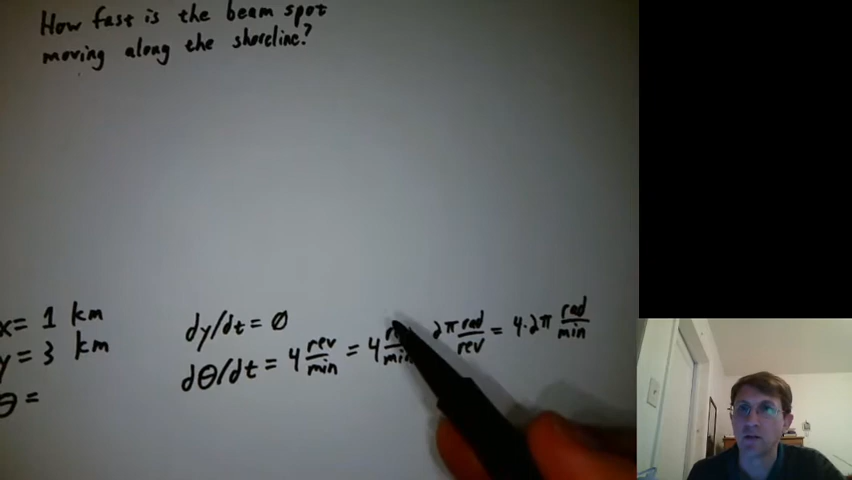 How fast is the beam spot
moving along the shoreline?
x = 1 km
dy/dt = 0
y = 3 km
dθ/dt = 4 rev/min = 4 min 2π rad/rev = 4·2π rad/min
θ =